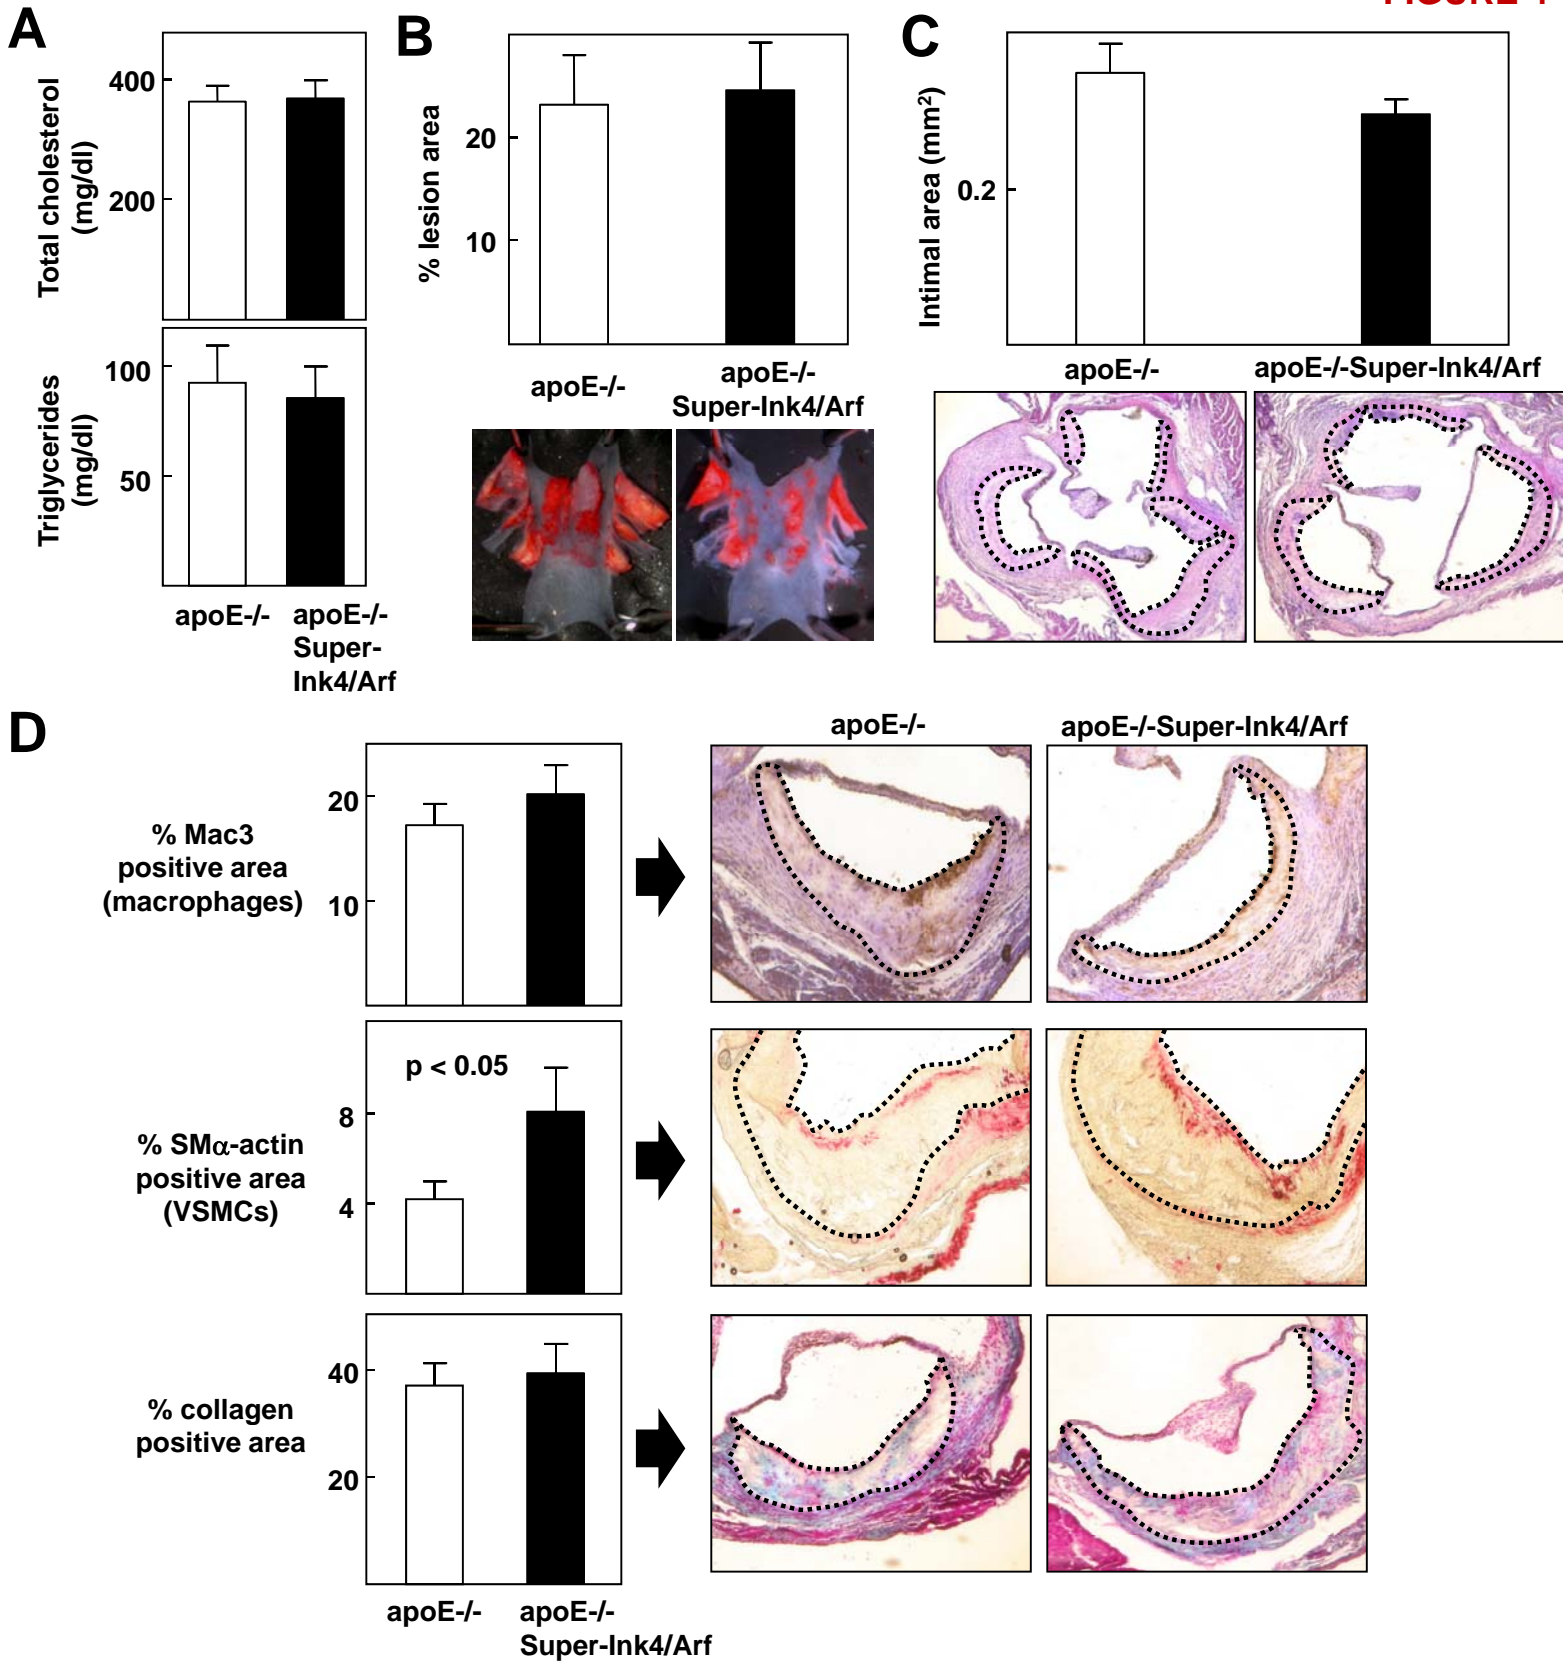 FIGURE
A
400
200
Total cholesterol
(mg/dl)
100
50
Triglycerides
(mg/dl)
apoE-/-
apoE-/-
Super-
Ink4/Arf
B
20
10
% lesion area
apoE-/-
apoE-/-
Super-Ink4/Arf
C
0.2
Intimal area (mm²)
apoE-/-
apoE-/-Super-Ink4/Arf
D
apoE-/-
apoE-/-Super-Ink4/Arf
% Mac3
positive area
(macrophages)
20
10
% SMα-actin
positive area
(VSMCs)
p < 0.05
8
4
% collagen
positive area
40
20
apoE-/-
apoE-/-
Super-Ink4/Arf